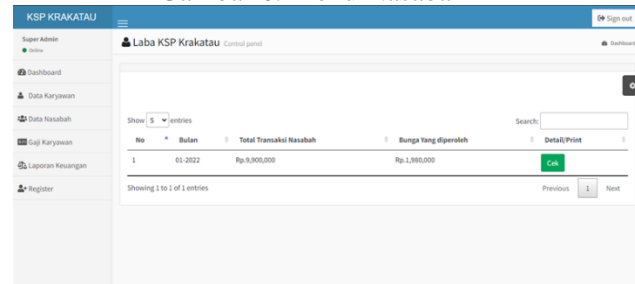 KSP KRAKATAU
Sign out
Super Admin
Online
Laba KSP Krakatau Control panel
Dashboard
Dashboard
Data Karyawan
Data Nasabah
Gaji Karyawan
Laporan Keuangan
Register
Show 5 entries
Search:
No Bulan Total Transaksi Nasabah Bunga Yang diperoleh Detail/Print
1 01-2022 Rp.9,900,000 Rp.1,980,000 Cek
Showing 1 to 1 of 1 entries
Previous 1 Next